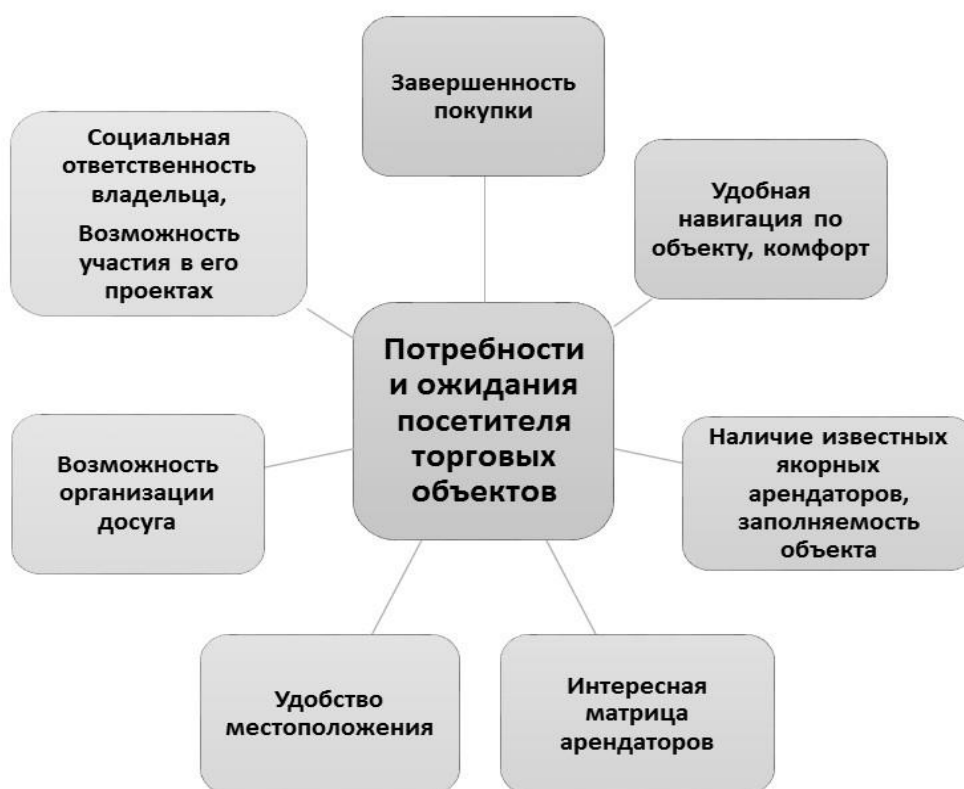 Завершенность
покупки
Социальная
ответственность
владельца,
Возможность
участия в его
проектах
Удобная
навигация по
объекту, комфорт
Потребности
и ожидания
посетителя
торговых
объектов
Возможность
организации
досуга
Наличие известных
якорных
арендаторов,
заполняемость
объекта
Удобство
местоположения
Интересная
матрица
арендаторов